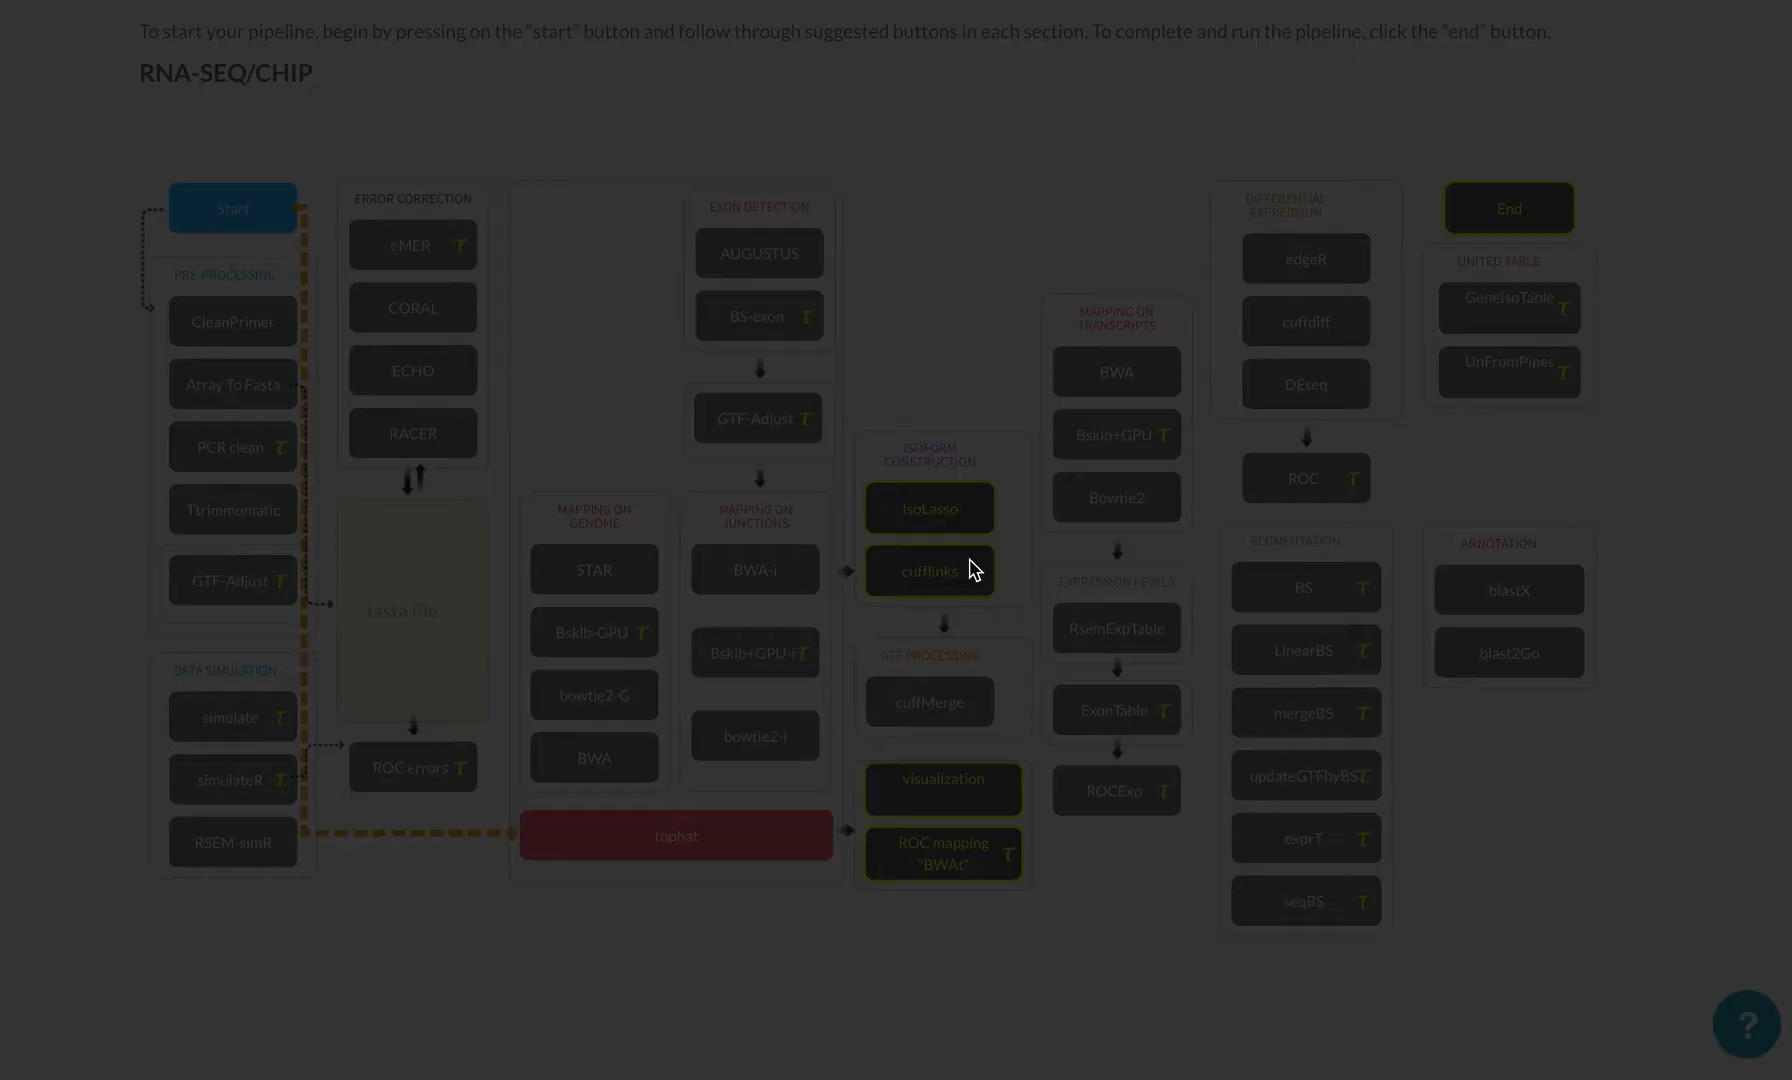 To start your pipeline, begin by pressing on the “start” button and follow through suggested buttons in each section. To complete and run the pipeline, click the “end” button.
RNA-SEQ/CHIP
Start
PRE-PROCESSING
CleanPrimer
Array To Fasta
PCR clean τ
Ttrimmomatic
GTF-Adjust τ
DATA SIMULATION
simulate τ
simulateR τ
RSEM-simR
ERROR CORRECTION
eMER τ
CORAL
ECHO
RACER
fasta file
ROC errors τ
EXON DETECTION
AUGUSTUS
BS-exon τ
GTF-Adjust τ
MAPPING ON
GENOME
STAR
Bsklb-GPU τ
bowtie2-G
BWA
MAPPING ON
JUNCTIONS
BWA-i
Bsklb+GPU-i τ
bowtie2-i
tophat
ISOFORM
CONSTRUCTION
IsoLasso
cufflinks
GTF PROCESSING
cuffMerge
visualization
ROC mapping
"BWAt" τ
MAPPING ON
TRANSCRIPTS
BWA
Bsklb+GPU τ
Bowtie2
EXPRESSION LEVELS
RsemExpTable
ExonTable τ
ROCExp τ
DIFFERENTIAL
EXPRESSION
edgeR
cuffdiff
DEseq
ROC τ
SEGMENTATION
BS τ
LinearBS τ
mergeBS τ
updateGTFbyBS τ
exprT τ
seqBS τ
End
UNITED TABLE
GeneIsoTable τ
UnFromPipes τ
ANNOTATION
blastX
blast2Go
?